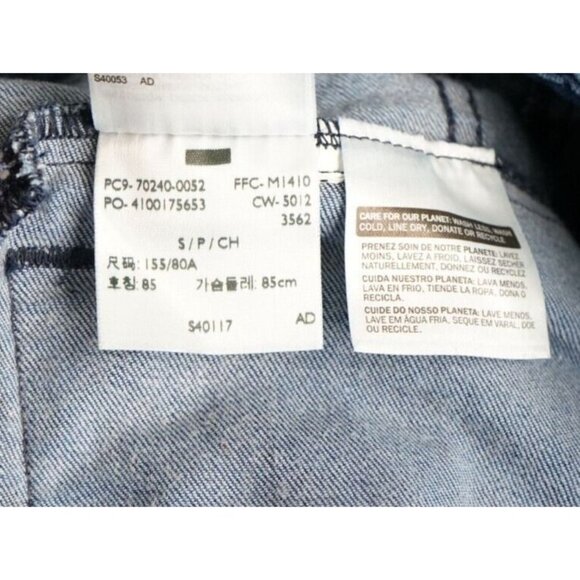 S40053 AD
PC9- 70240-0052 FFC- M1410
PO- 4100175653 CW- 5012
3562
S / P / CH
尺码: 155/80A
호칭: 85 가슴둘레: 85cm
S40117 AD
CARE FOR OUR PLANET: WASH LESS, WASH
COLD, LINE DRY, DONATE OR RECYCLE.
PRENEZ SOIN DE NOTRE PLANETE: LAVEZ
MOINS, LAVEZ A FROID, LAISSEZ SECHER
NATURELLEMENT, DONNEZ OU RECYCLEZ
CUIDA NUESTRO PLANETA: LAVA MENOS,
LAVA EN FRIO, TIENDE LA ROPA, DONA O
RECICLA.
CUIDE DO NOSSO PLANETA: LAVE MENOS,
LAVE EM ÁGUA FRIA, SEQUE EM VARAL, DOE
OU RECICLE.